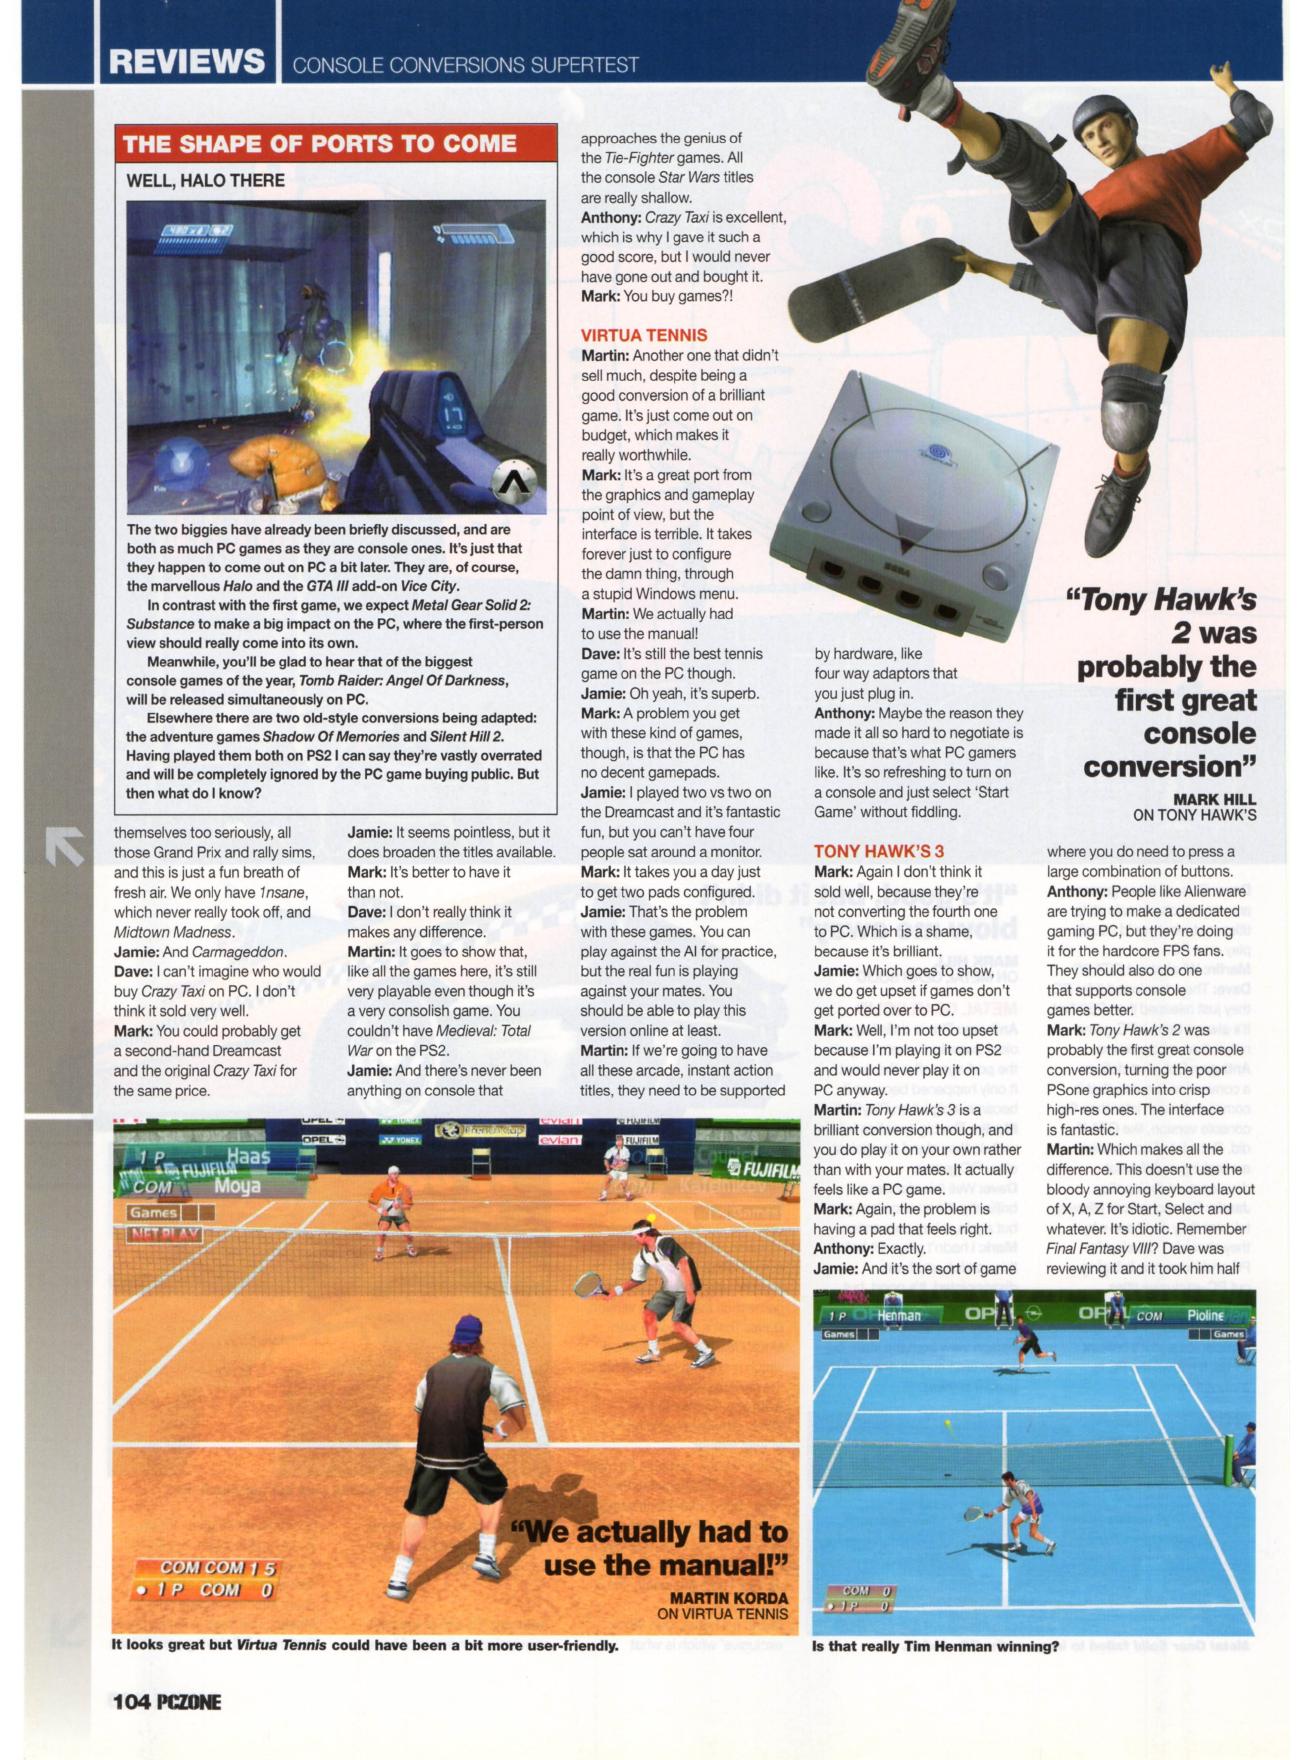 REVIEWS
CONSOLE CONVERSIONS SUPERTEST
THE SHAPE OF PORTS TO COME
WELL, HALO THERE
The two biggies have already been briefly discussed, and are
both as much PC games as they are console ones. It's just that
they happen to come out on PC a bit later. They are, of course,
the marvellous Halo and the GTA III add-on Vice City.
In contrast with the first game, we expect Metal Gear Solid 2:
Substance to make a big impact on the PC, where the first-person
view should really come into its own.
Meanwhile, you'll be glad to hear that of the biggest
console games of the year, Tomb Raider: Angel Of Darkness,
will be released simultaneously on PC.
Elsewhere there are two old-style conversions being adapted:
the adventure games Shadow Of Memories and Silent Hill 2.
Having played them both on PS2 I can say they're vastly overrated
and will be completely ignored by the PC game buying public. But
then what do I know?
themselves too seriously, all
those Grand Prix and rally sims,
and this is just a fun breath of
fresh air. We only have 1nsane,
which never really took off, and
Midtown Madness.
Jamie: And Carmageddon.
Dave: I can't imagine who would
buy Crazy Taxi on PC. I don't
think it sold very well.
Mark: You could probably get
a second-hand Dreamcast
and the original Crazy Taxi for
the same price.
Jamie: It seems pointless, but it
does broaden the titles available.
Mark: It's better to have it
than not.
Dave: I don't really think it
makes any difference.
Martin: It goes to show that,
like all the games here, it's still
very playable even though it's
a very consolish game. You
couldn't have Medieval: Total
War on the PS2.
Jamie: And there's never been
anything on console that
approaches the genius of
the Tie-Fighter games. All
the console Star Wars titles
are really shallow.
Anthony: Crazy Taxi is excellent,
which is why I gave it such a
good score, but I would never
have gone out and bought it.
Mark: You buy games?!
VIRTUA TENNIS
Martin: Another one that didn't
sell much, despite being a
good conversion of a brilliant
game. It's just come out on
budget, which makes it
really worthwhile.
Mark: It's a great port from
the graphics and gameplay
point of view, but the
interface is terrible. It takes
forever just to configure
the damn thing, through
a stupid Windows menu.
Martin: We actually had
to use the manual!
Dave: It's still the best tennis
game on the PC though.
Jamie: Oh yeah, it's superb.
Mark: A problem you get
with these kind of games,
though, is that the PC has
no decent gamepads.
Jamie: I played two vs two on
the Dreamcast and it's fantastic
fun, but you can't have four
people sat around a monitor.
Mark: It takes you a day just
to get two pads configured.
Jamie: That's the problem
with these games. You can
play against the AI for practice,
but the real fun is playing
against your mates. You
should be able to play this
version online at least.
Martin: If we're going to have
all these arcade, instant action
titles, they need to be supported
by hardware, like
four way adaptors that
you just plug in.
Anthony: Maybe the reason they
made it all so hard to negotiate is
because that's what PC gamers
like. It's so refreshing to turn on
a console and just select 'Start
Game' without fiddling.
TONY HAWK'S 3
Mark: Again I don't think it
sold well, because they're
not converting the fourth one
to PC. Which is a shame,
because it's brilliant.
Jamie: Which goes to show,
we do get upset if games don't
get ported over to PC.
Mark: Well, I'm not too upset
because I'm playing it on PS2
and would never play it on
PC anyway.
Martin: Tony Hawk's 3 is a
brilliant conversion though, and
you do play it on your own rather
than with your mates. It actually
feels like a PC game.
Mark: Again, the problem is
having a pad that feels right.
Anthony: Exactly.
Jamie: And it's the sort of game
where you do need to press a
large combination of buttons.
Anthony: People like Alienware
are trying to make a dedicated
gaming PC, but they're doing
it for the hardcore FPS fans.
They should also do one
that supports console
games better.
Mark: Tony Hawk's 2 was
probably the first great console
conversion, turning the poor
PSone graphics into crisp
high-res ones. The interface
is fantastic.
Martin: Which makes all the
difference. This doesn't use the
bloody annoying keyboard layout
of X, A, Z for Start, Select and
whatever. It's idiotic. Remember
Final Fantasy VIII? Dave was
reviewing it and it took him half
"Tony Hawk's
2 was
probably the
first great
console
conversion"
MARK HILL
ON TONY HAWK'S
SEGA
OPEL YONEX evian FUJIFILM
OPEL YONEX evian FUJIFILM
1 P Haas
FUJIFILM
COM Moya
Games
NET PLAY
FUJIFILM
COM COM 1 5
1 P COM 0
"We actually had to
use the manual!"
MARTIN KORDA
ON VIRTUA TENNIS
It looks great but Virtua Tennis could have been a bit more user-friendly.
1 P Henman
OP
OP
COM Pioline
Games
Games
COM 0
1 P 0
Is that really Tim Henman winning?
104 PCZONE